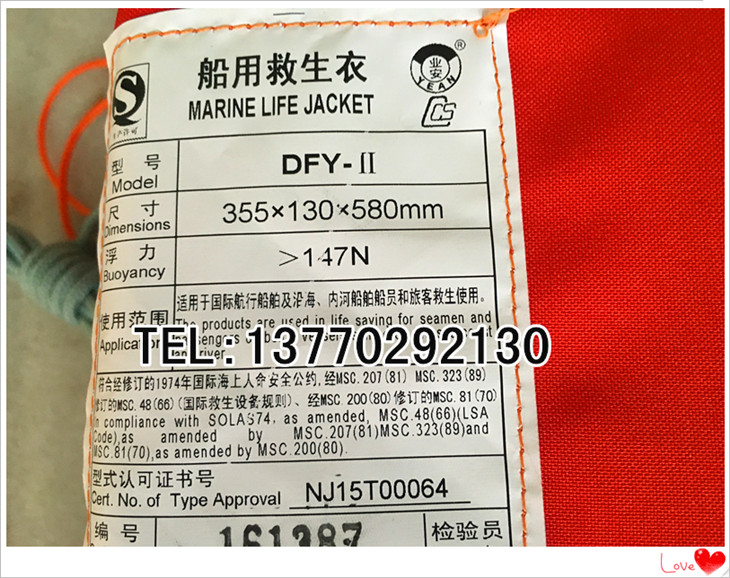 船用救生衣
MARINE LIFE JACKET
业安
YEAN
®
CCS
生产许可
型 号
Model
DFY-Ⅱ
尺 寸
Dimensions
355×130×580mm
浮 力
Buoyancy
>147N
使用范围
Application
适用于国际航行船舶及沿海、内河船舶船员和旅客救生使用。
The products are used in life saving for seamen and
TEL:13770292130
river
符合经修订的1974年国际海上人命安全公约,经MSC.207(81) MSC.323(89)
修订的MSC.48(66)(国际救生设备规则)、经MSC.200(80)修订的MSC.81(70)
In compliance with SOLAS74, as amended, MSC.48(66)(LSA
Code),as amended by MSC.207(81)MSC.323(89)and
MSC.81(70),as amended by MSC.200(80).
型式认可证书号
Cert. No. of Type Approval
NJ15T00064
编 号
161387
检验员
Love